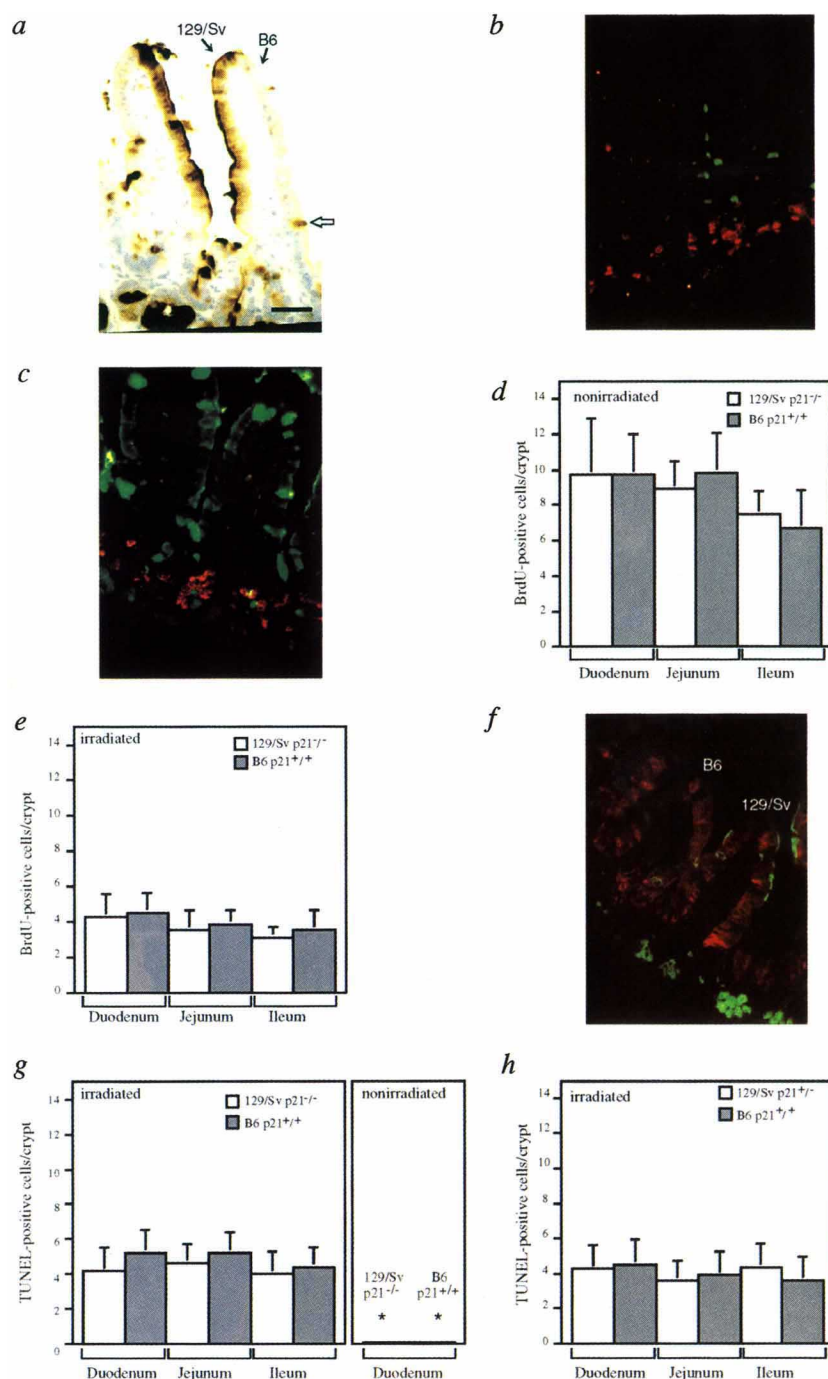 a
129/Sv
B6
b
c
d
nonirradiated
129/Sv p21-/-
B6 p21+/+
BrdU-positive cells/crypt
14
12
10
8
6
4
2
0
Duodenum Jejunum Ileum
e
irradiated
129/Sv p21-/-
B6 p21+/+
BrdU-positive cells/crypt
14
12
10
8
6
4
2
0
Duodenum Jejunum Ileum
f
B6
129/Sv
g
irradiated
129/Sv p21-/-
B6 p21+/+
TUNEL-positive cells/crypt
14
12
10
8
6
4
2
0
Duodenum Jejunum Ileum
nonirradiated
129/Sv B6
p21-/- p21+/+
* *
Duodenum
h
irradiated
129/Sv p21+/-
B6 p21+/+
TUNEL-positive cells/crypt
14
12
10
8
6
4
2
0
Duodenum Jejunum Ileum